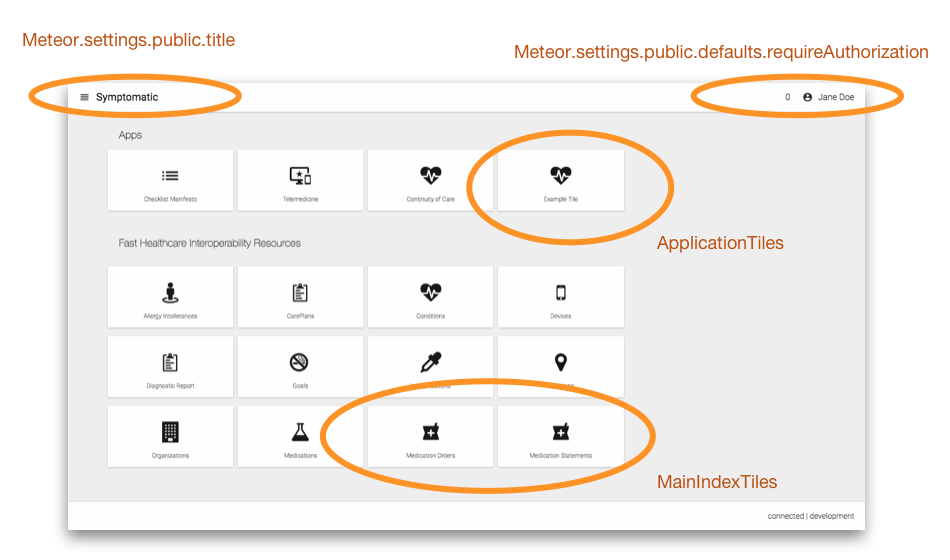 Meteor.settings.public.title
Meteor.settings.public.defaults.requireAuthorization
Symptomatic
0 Jane Doe
Apps
Checklist Manifesto
Telemedicine
Continuity of Care
Example Tile
ApplicationTiles
Fast Healthcare Interoperability Resources
Allergy Intollerances
CarePlans
Conditions
Devices
Diagnostic Report
Goals
Organizations
Medications
Medication Orders
Medication Statements
MainIndexTiles
connected | development